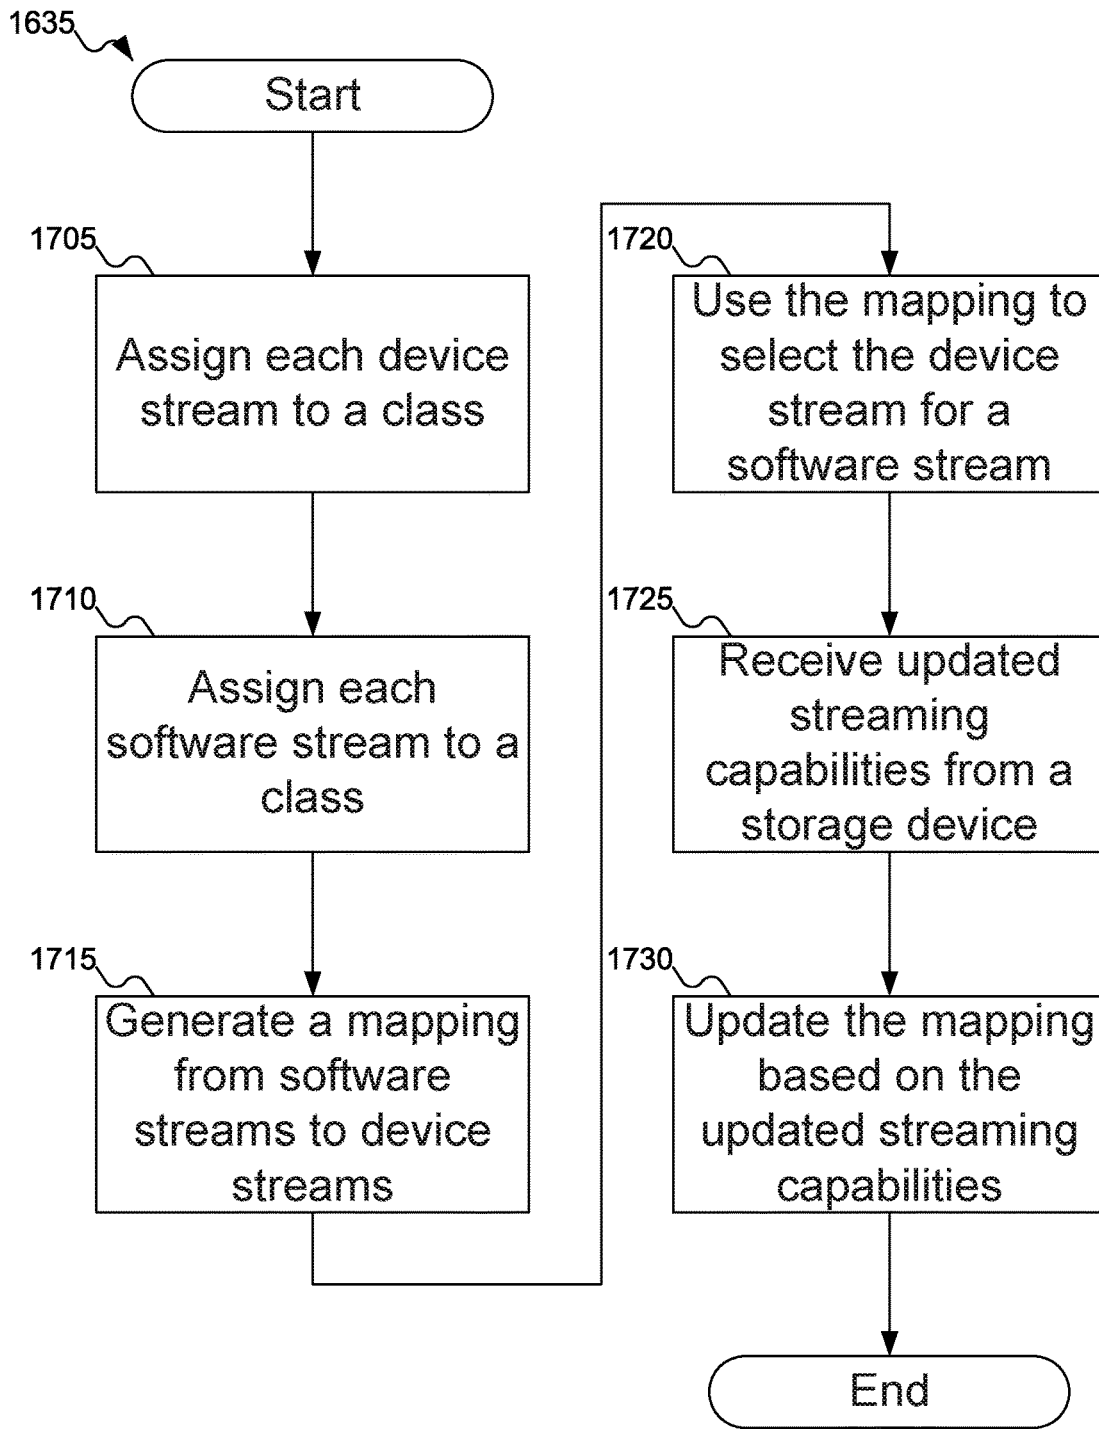 1635
Start
1705
Assign each device
stream to a class
1710
Assign each
software stream to a
class
1715
Generate a mapping
from software
streams to device
streams
1720
Use the mapping to
select the device
stream for a
software stream
1725
Receive updated
streaming
capabilities from a
storage device
1730
Update the mapping
based on the
updated streaming
capabilities
End